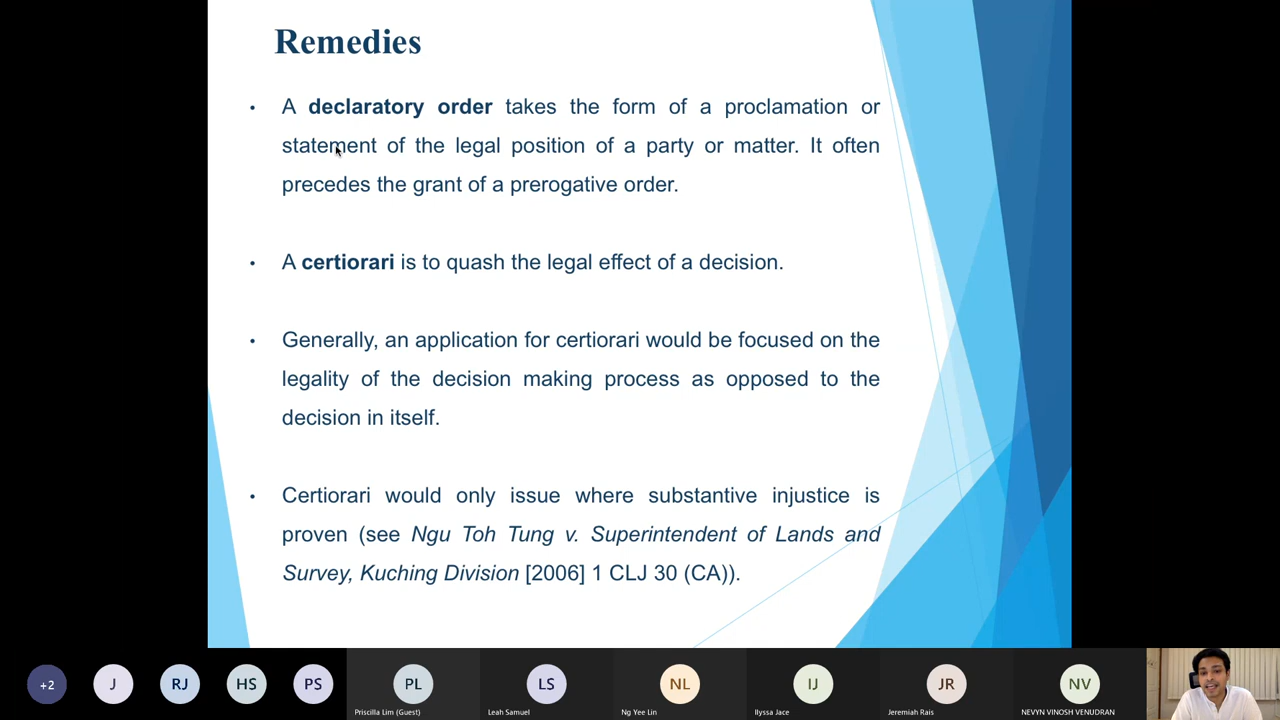 Remedies
• A declaratory order takes the form of a proclamation or
statement of the legal position of a party or matter. It often
precedes the grant of a prerogative order.
• A certiorari is to quash the legal effect of a decision.
• Generally, an application for certiorari would be focused on the
legality of the decision making process as opposed to the
decision in itself.
• Certiorari would only issue where substantive injustice is
proven (see Ngu Toh Tung v. Superintendent of Lands and
Survey, Kuching Division [2006] 1 CLJ 30 (CA)).
+2 J RJ HS PS PL LS NL IJ JR NV
Priscilla Lim (Guest) Leah Samuel Ng Yee Lin Ilyssa Jace Jeremiah Rais NEVYN VINOSH VENUDRAN